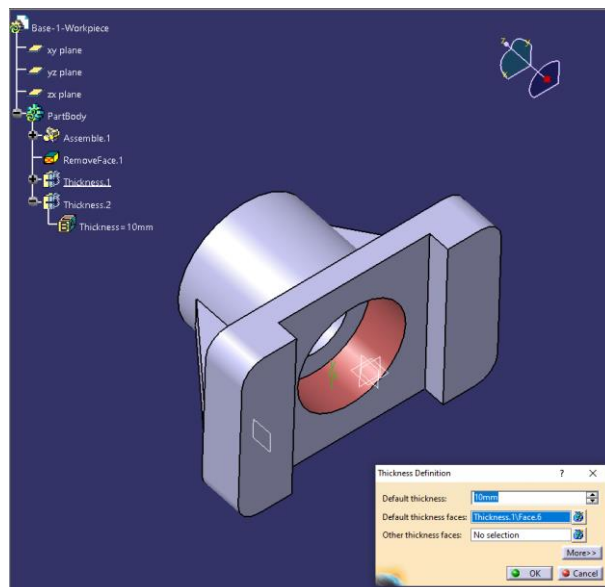 Base-1-Workpiece
xy plane
yz plane
zx plane
PartBody
Assemble.1
RemoveFace.1
Thickness.1
Thickness.2
Thickness=10mm
z
y
x
Thickness Definition ? X
Default thickness: 10mm
Default thickness faces: Thickness.1\Face.6
Other thickness faces: No selection
More>>
OK Cancel